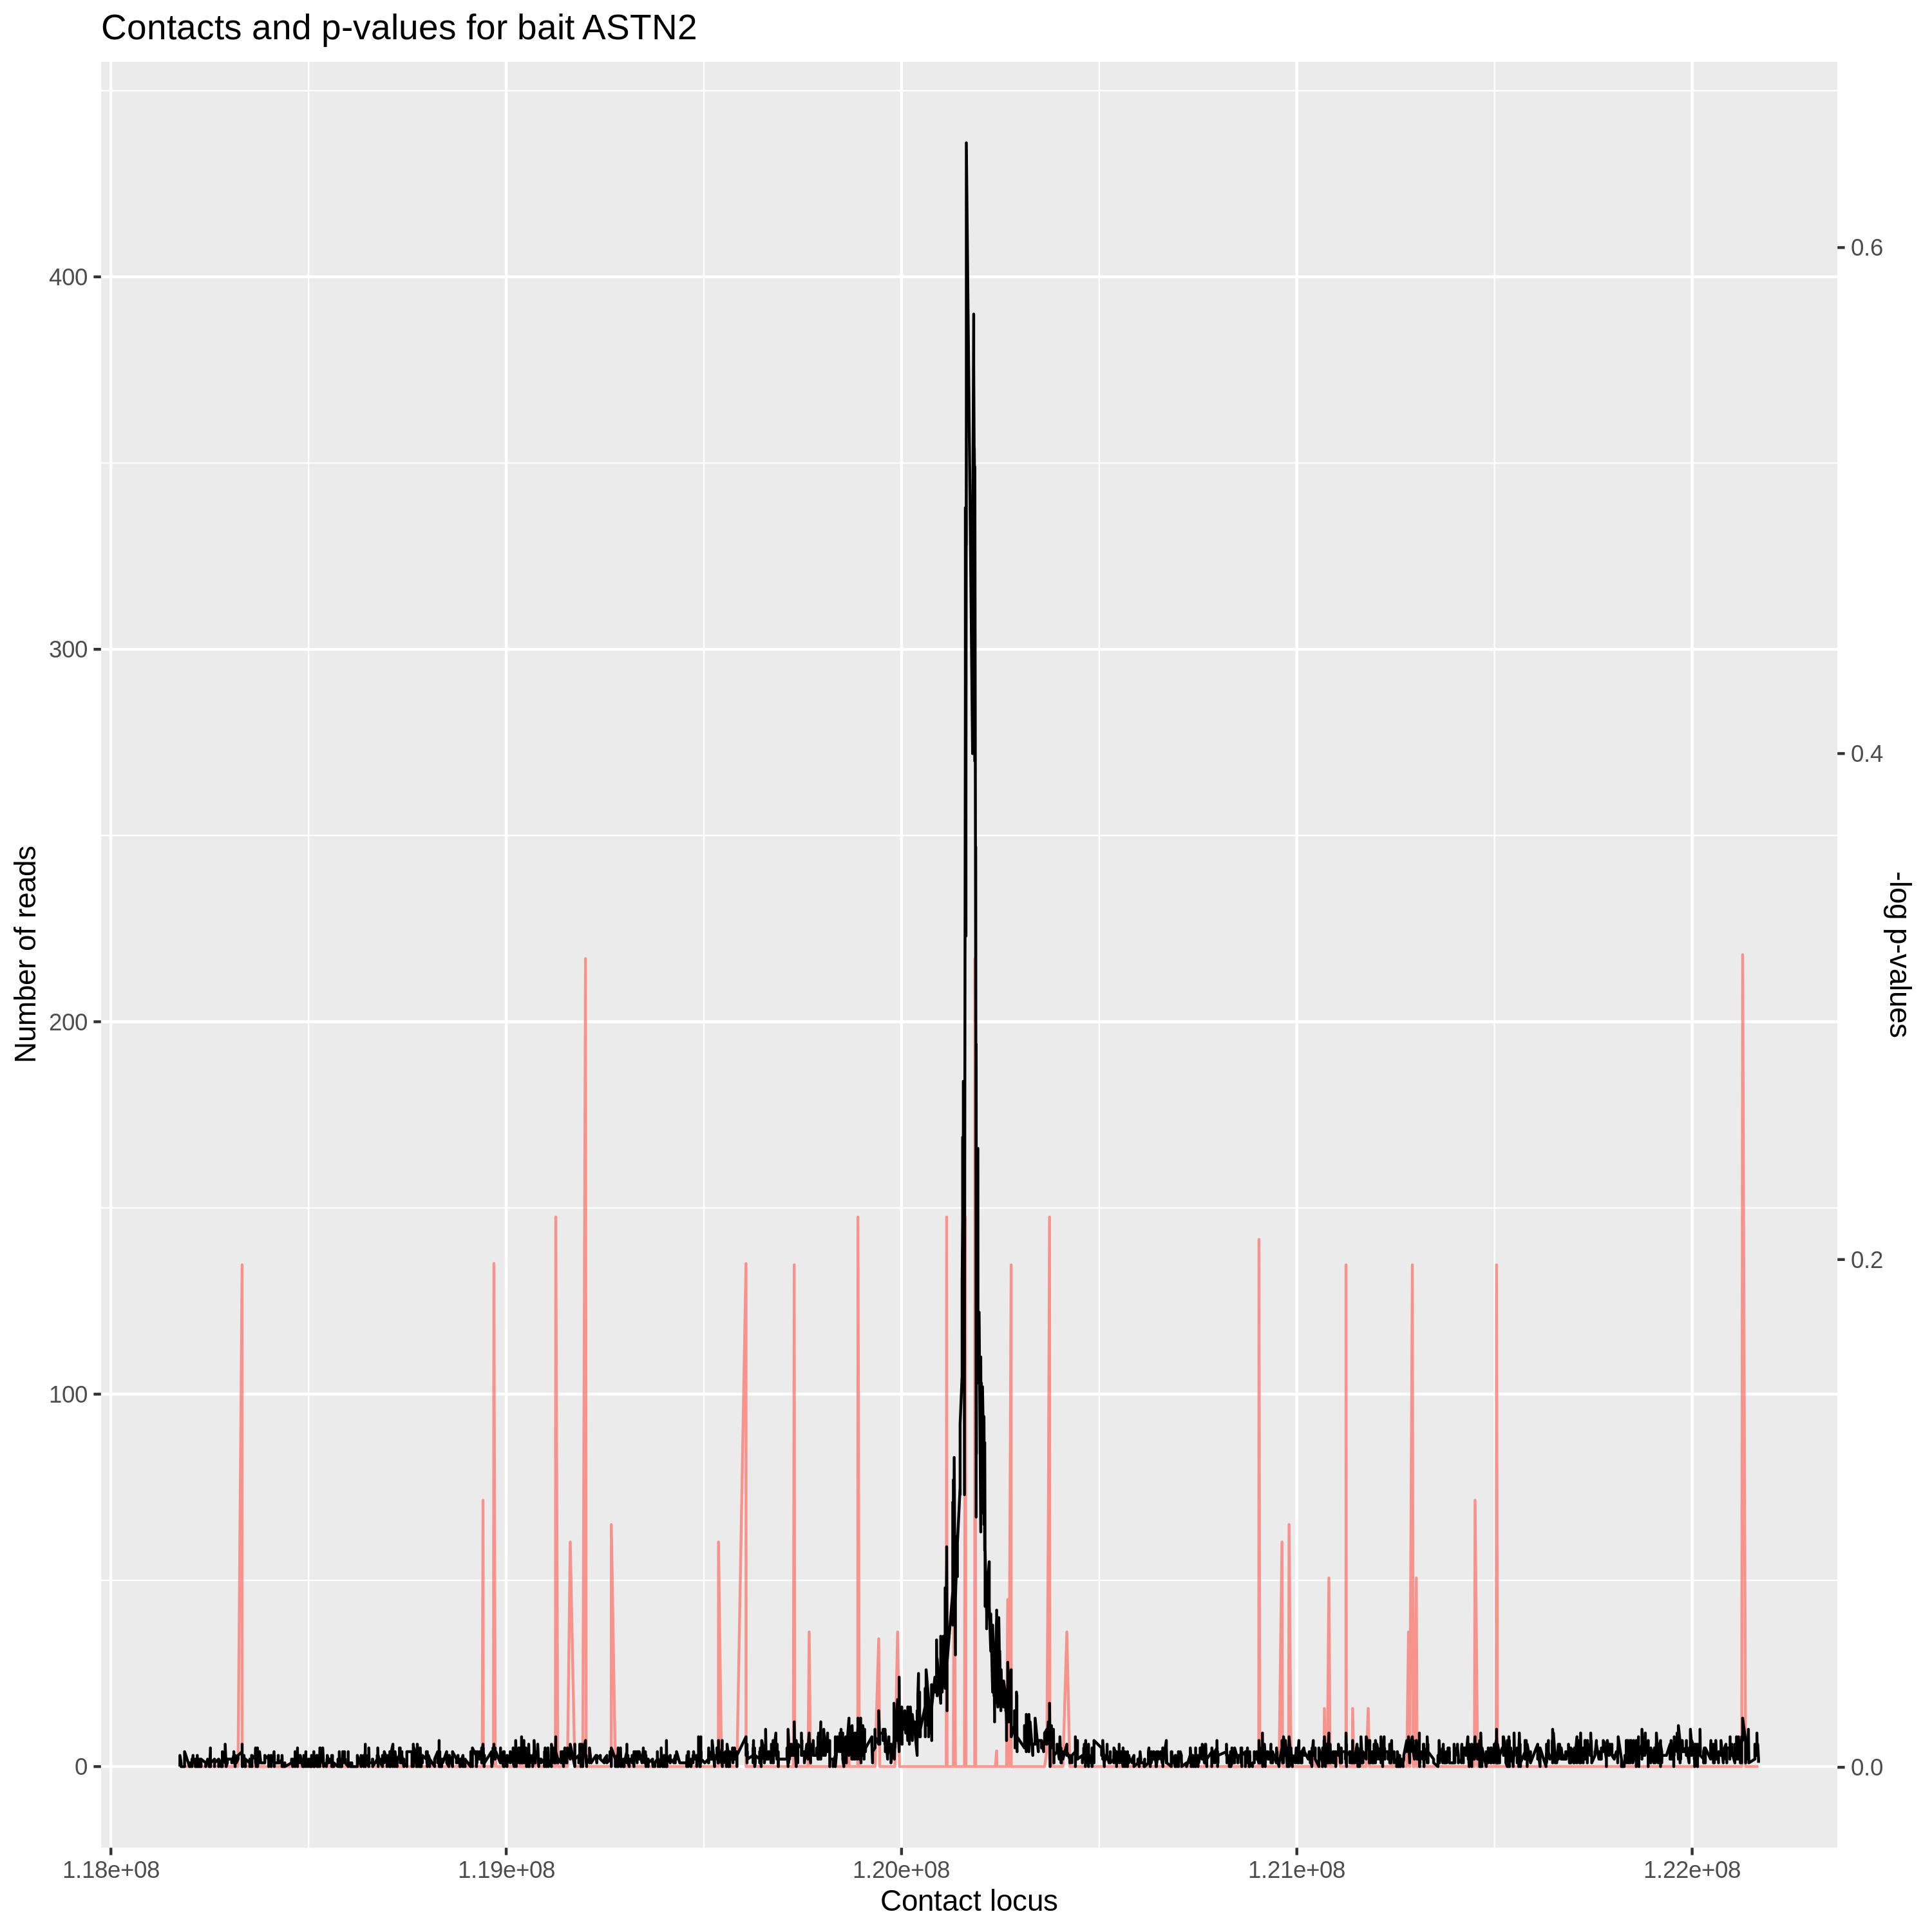 Contacts and p-values for bait ASTN2
Number of reads
400
300
200
100
0
0.6
0.4
0.2
0.0
-log p-values
1.18e+08
1.19e+08
1.20e+08
1.21e+08
1.22e+08
Contact locus